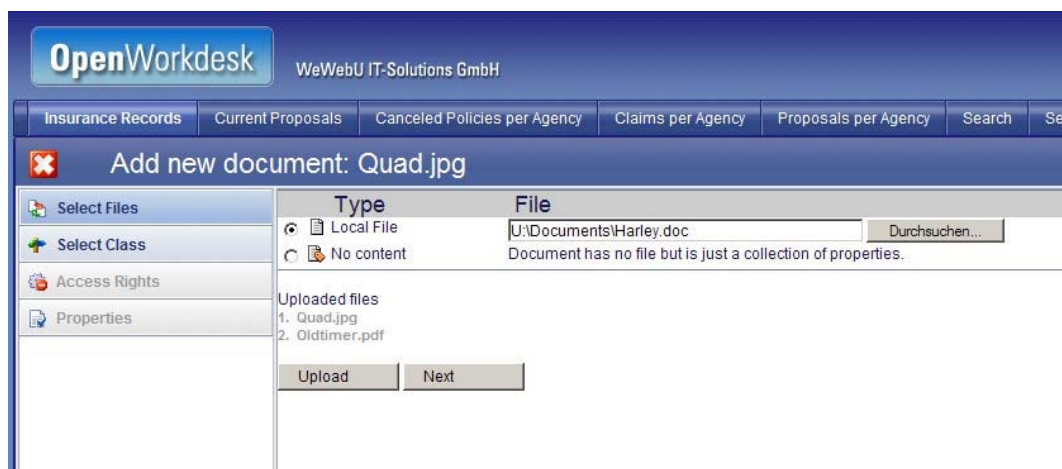 OpenWorkdesk WeWebU IT-Solutions GmbH
Insurance Records Current Proposals Canceled Policies per Agency Claims per Agency Proposals per Agency Search Se
Add new document: Quad.jpg
Select Files
Select Class
Access Rights
Properties
Type File
Local File U:\Documents\Harley.doc Durchsuchen...
No content Document has no file but is just a collection of properties.
Uploaded files
1. Quad.jpg
2. Oldtimer.pdf
Upload Next